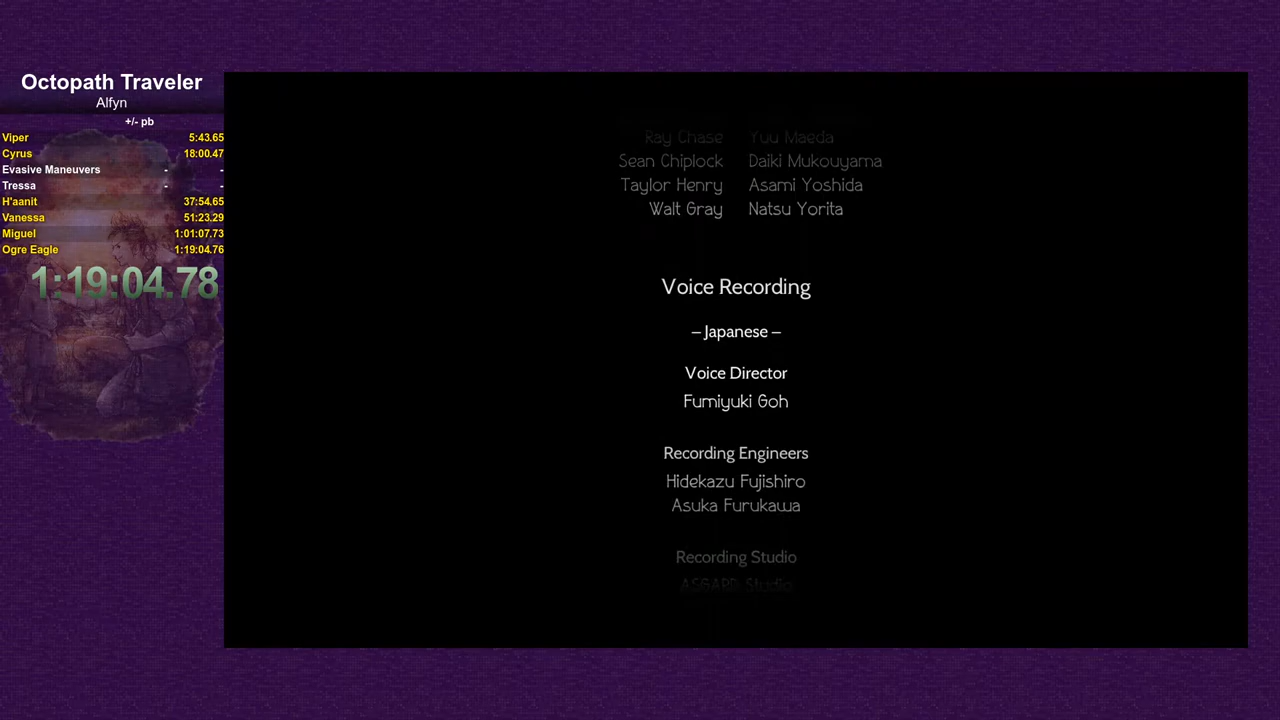 Octopath Traveler
Alfyn
+/- pb
Viper 5:43.65
Cyrus 18:00.47
Evasive Maneuvers - -
Tressa - -
H'aanit 37:54.65
Vanessa 51:23.29
Miguel 1:01:07.73
Ogre Eagle 1:19:04.76
1:19:04.78
Ray Chase Yuu Maeda
Sean Chiplock Daiki Mukouyama
Taylor Henry Asami Yoshida
Walt Gray Natsu Yorita
Voice Recording
– Japanese –
Voice Director
Fumiyuki Goh
Recording Engineers
Hidekazu Fujishiro
Asuka Furukawa
Recording Studio
ASGARD Studio